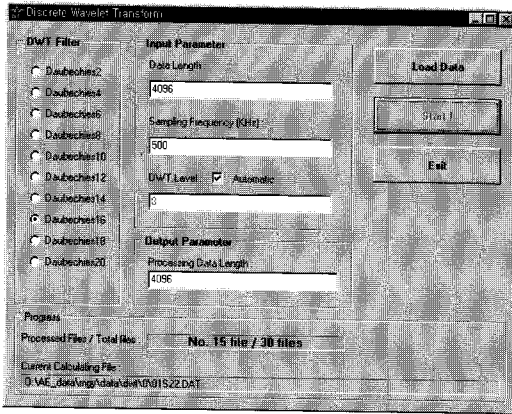 Discrete Wavelet Transform
DWT Filter
Daubechies2
Daubechies4
Daubechies6
Daubechies8
Daubechies10
Daubechies12
Daubechies14
Daubechies16
Daubechies18
Daubechies20
Input Parameter
Data Length
4096
Sampling Frequency (KHz)
500
DWT Level Automatic
3
Output Parameter
Processing Data Length
4096
Load Data
Start !
Exit
Progress
Processed Files / Total files No. 15 file / 30 files
Current Calculating File